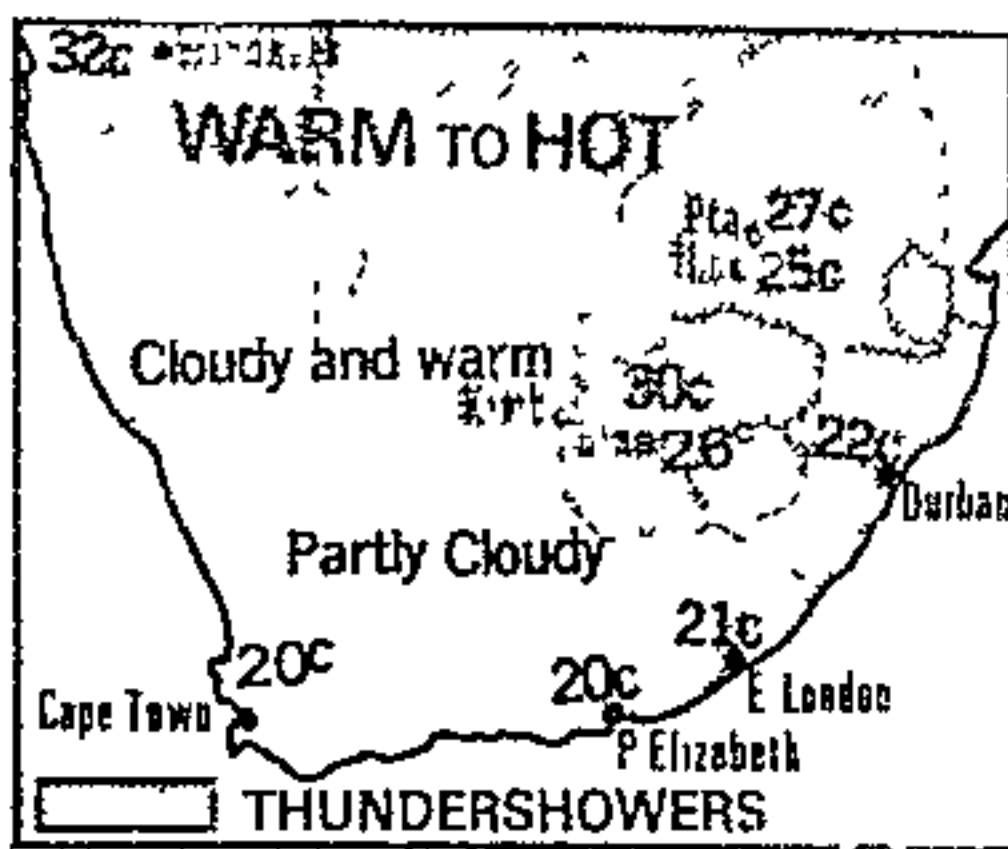 32c
WARM TO HOT
Pta 27c
25c
Cloudy and warm
30c
26c
22c
Durban
Partly Cloudy
21c
20c
20c
E London
Cape Town
P Elizabeth
THUNDERSHOWERS